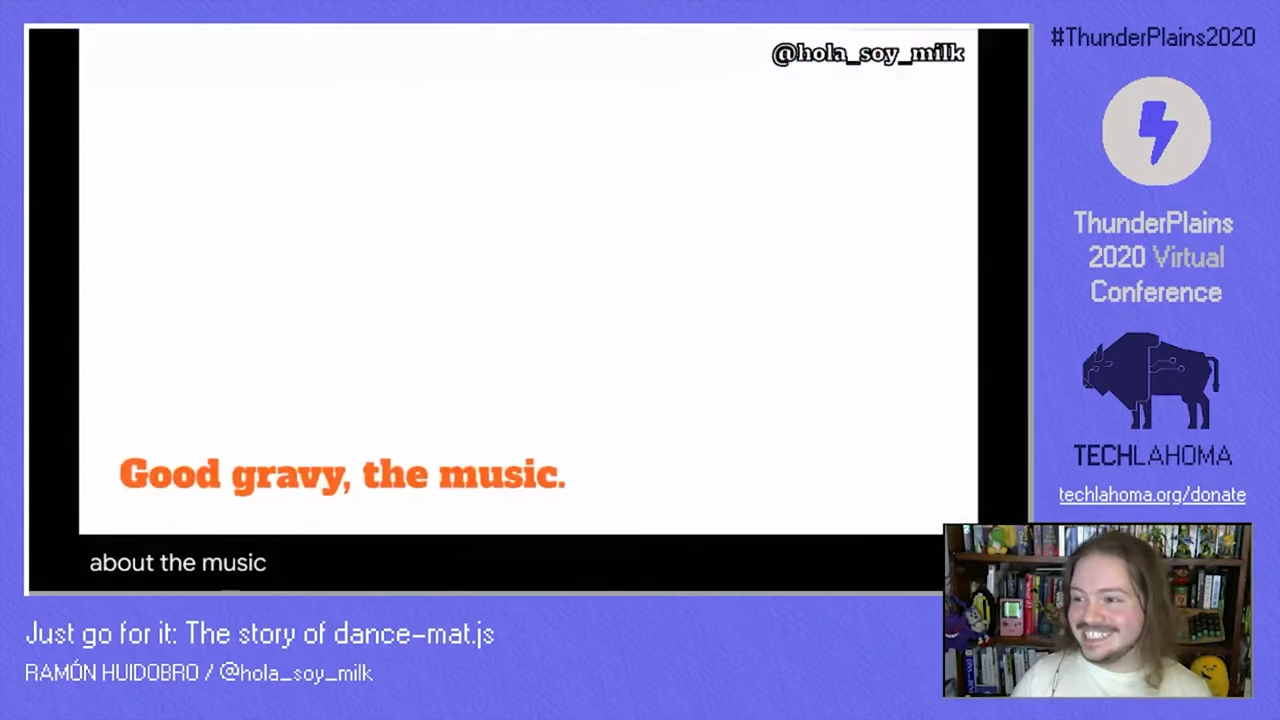 @hola_soy_milk
Good gravy, the music.
about the music
Just go for it: The story of dance-mat.js
RAMÓN HUIDOBRO / @hola_soy_milk
#ThunderPlains2020
ThunderPlains
2020 Virtual
Conference
TECHLAHOMA
techlahoma.org/donate